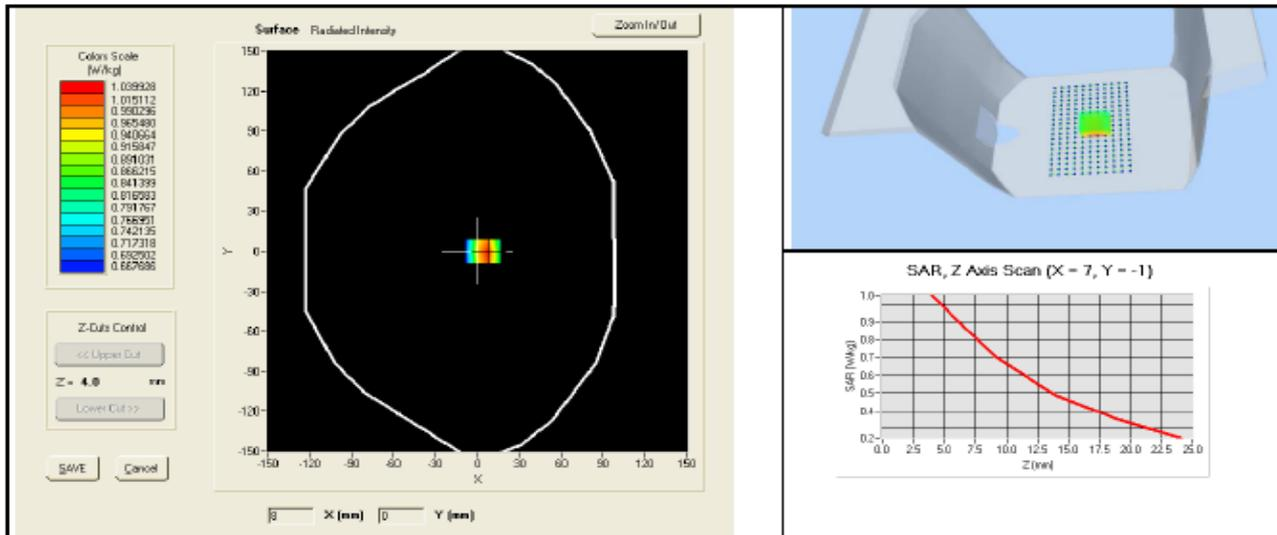 Surface Radiated Intensity
Zoom In/Out
Colors Scale
(W/kg)
1.039928
1.015112
0.990296
0.965480
0.940664
0.915847
0.891031
0.866215
0.841399
0.816583
0.791767
0.766951
0.742135
0.717318
0.692502
0.667686
Z-Cuts Control
<< Upper Cut
Z = 4.0 mm
Lower Cut >>
SAVE Cancel
Y
150
120
90
60
30
0
-30
-60
-90
-120
-150
-150 -120 -90 -60 -30 0 30 60 90 120 150
X
8 X (mm) 0 Y (mm)
SAR, Z Axis Scan (X = 7, Y = -1)
SAR (W/kg)
1.0
0.9
0.8
0.7
0.6
0.5
0.4
0.2
0.0 2.5 5.0 7.5 10.0 12.5 15.0 17.5 20.0 22.5 25.0
Z (mm)